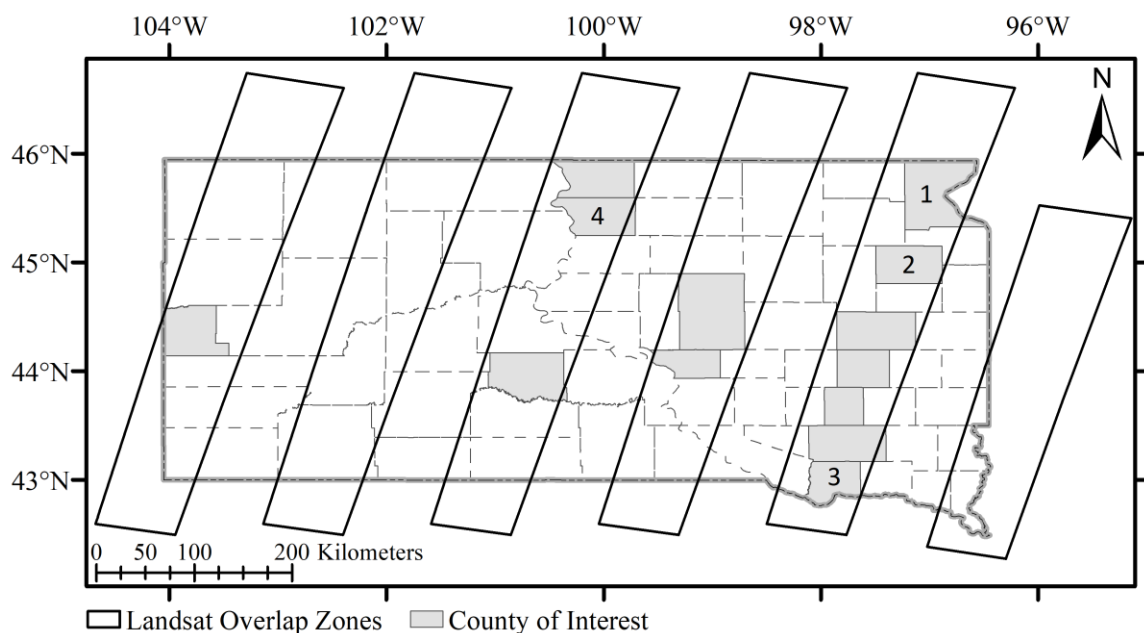 104°W 102°W 100°W 98°W 96°W
N
46°N
1
4
45°N
2
44°N
43°N
3
0 50 100 200 Kilometers
Landsat Overlap Zones County of Interest